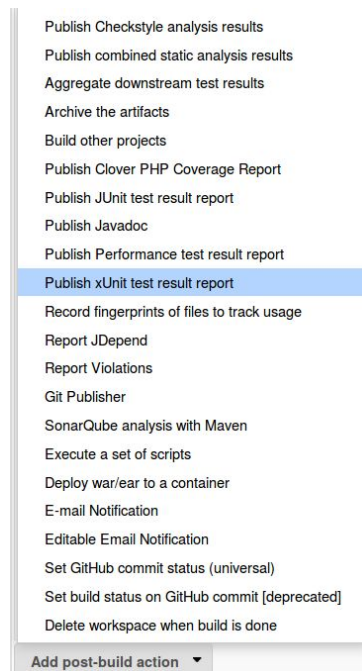 Publish Checkstyle analysis results
Publish combined static analysis results
Aggregate downstream test results
Archive the artifacts
Build other projects
Publish Clover PHP Coverage Report
Publish JUnit test result report
Publish Javadoc
Publish Performance test result report
Publish xUnit test result report
Record fingerprints of files to track usage
Report JDepend
Report Violations
Git Publisher
SonarQube analysis with Maven
Execute a set of scripts
Deploy war/ear to a container
E-mail Notification
Editable Email Notification
Set GitHub commit status (universal)
Set build status on GitHub commit [deprecated]
Delete workspace when build is done
Add post-build action